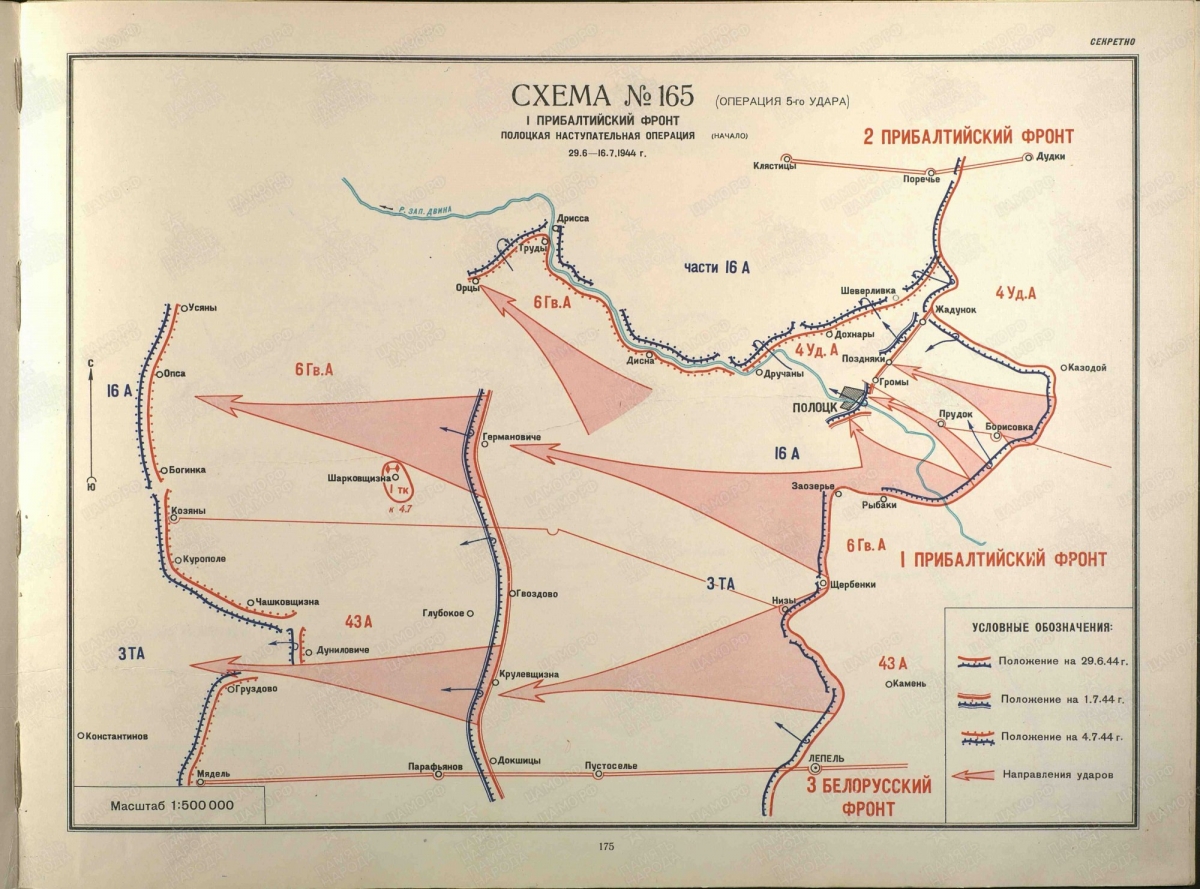 СЕКРЕТНО
СХЕМА № 165 (ОПЕРАЦИЯ 5-го УДАРА)
I ПРИБАЛТИЙСКИЙ ФРОНТ
ПОЛОЦКАЯ НАСТУПАТЕЛЬНАЯ ОПЕРАЦИЯ (НАЧАЛО)
29.6—16.7.1944 г.
2 ПРИБАЛТИЙСКИЙ ФРОНТ
Клястицы
Поречье
Дудки
Р. ЗАП. ДВИНА
Дрисса
Труды
Орцы
части 16 А
6 Гв. А
Шеверливка
4 Уд. А
Жадунок
Усяны
Опса
16 А
6 Гв. А
Дисна
Дохнары
4 Уд. А
Дручаны
Поздняки
Громы
Казодой
ПОЛОЦК
Прудок
Борисовка
С
Ю
Германовиче
16 А
Богинка
Шарковщизна
I тк
к 4.7
Заозерье
Рыбаки
Козяны
6 Гв. А
I ПРИБАЛТИЙСКИЙ ФРОНТ
Курополе
3 ТА
Щербенки
Чашковщизна
Гвоздово
Глубокое
Низы
43 А
3 ТА
Дуниловиче
43 А
Камень
Груздово
Крулевщизна
Константинов
Докшицы
Мядель
Парафьянов
Пустоселье
ЛЕПЕЛЬ
3 БЕЛОРУССКИЙ
ФРОНТ
УСЛОВНЫЕ ОБОЗНАЧЕНИЯ:
Положение на 29.6.44 г.
Положение на 1.7.44 г.
Положение на 4.7.44 г.
Направления ударов
Масштаб 1:500 000
175